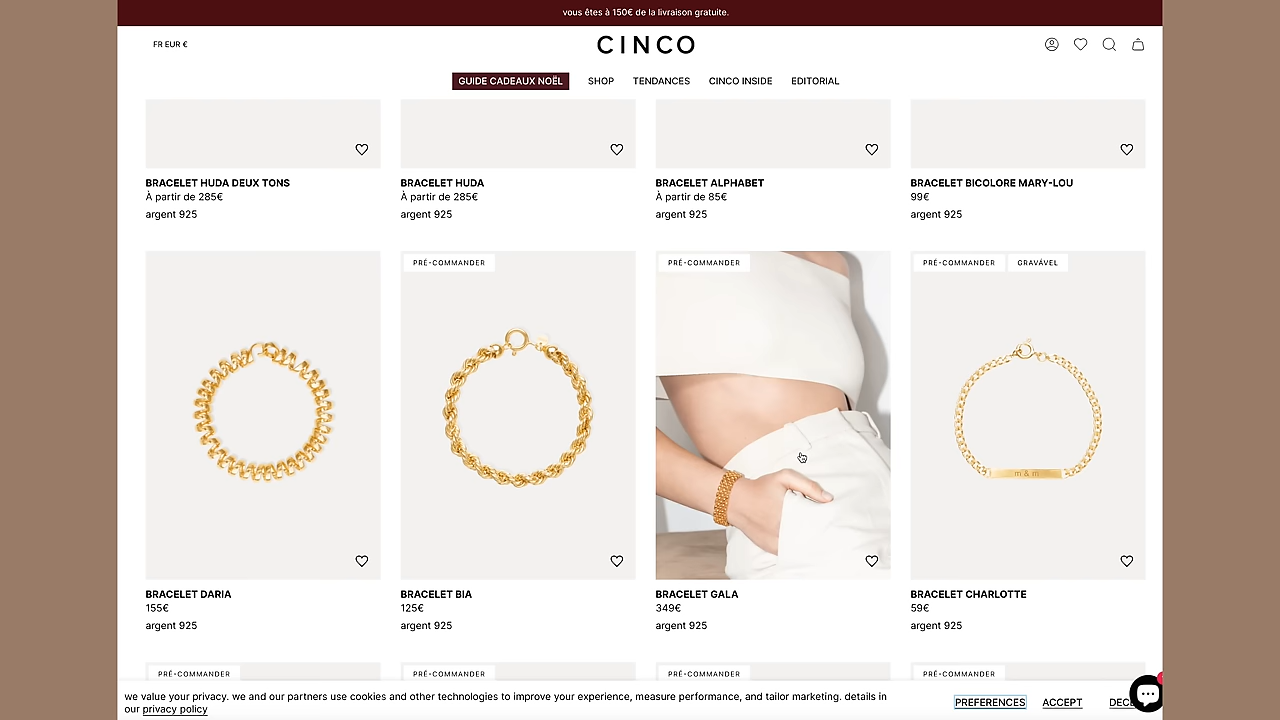 vous êtes à 150€ de la livraison gratuite.
FR EUR €
CINCO
GUIDE CADEAUX NOËL SHOP TENDANCES CINCO INSIDE EDITORIAL
BRACELET HUDA DEUX TONS
À partir de 285€
argent 925
BRACELET HUDA
À partir de 285€
argent 925
BRACELET ALPHABET
À partir de 85€
argent 925
BRACELET BICOLORE MARY-LOU
99€
argent 925
BRACELET DARIA
155€
argent 925
PRÉ-COMMANDER
BRACELET BIA
125€
argent 925
PRÉ-COMMANDER
BRACELET GALA
349€
argent 925
PRÉ-COMMANDER GRAVÁVEL
m & m
BRACELET CHARLOTTE
59€
argent 925
PRÉ-COMMANDER
PRÉ-COMMANDER
PRÉ-COMMANDER
PRÉ-COMMANDER
we value your privacy. we and our partners use cookies and other technologies to improve your experience, measure performance, and tailor marketing. details in
our privacy policy
PREFERENCES ACCEPT